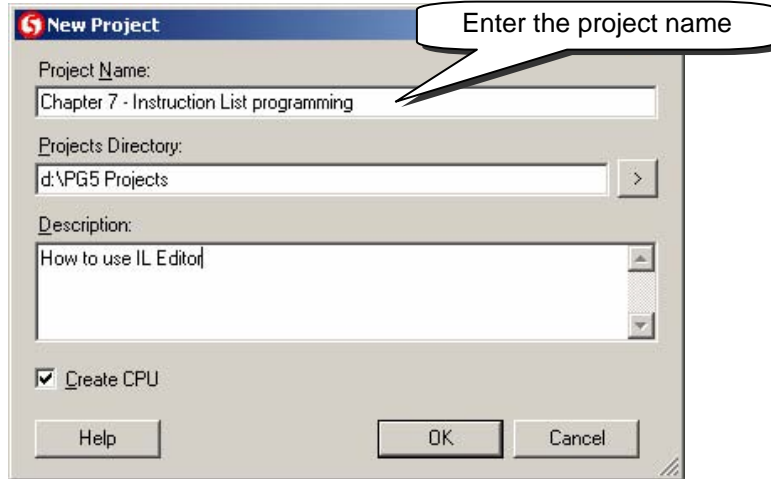 New Project
Enter the project name
Project Name:
Chapter 7 - Instruction List programming
Projects Directory:
d:\PG5 Projects
>
Description:
How to use IL Editor
Create CPU
Help
OK
Cancel